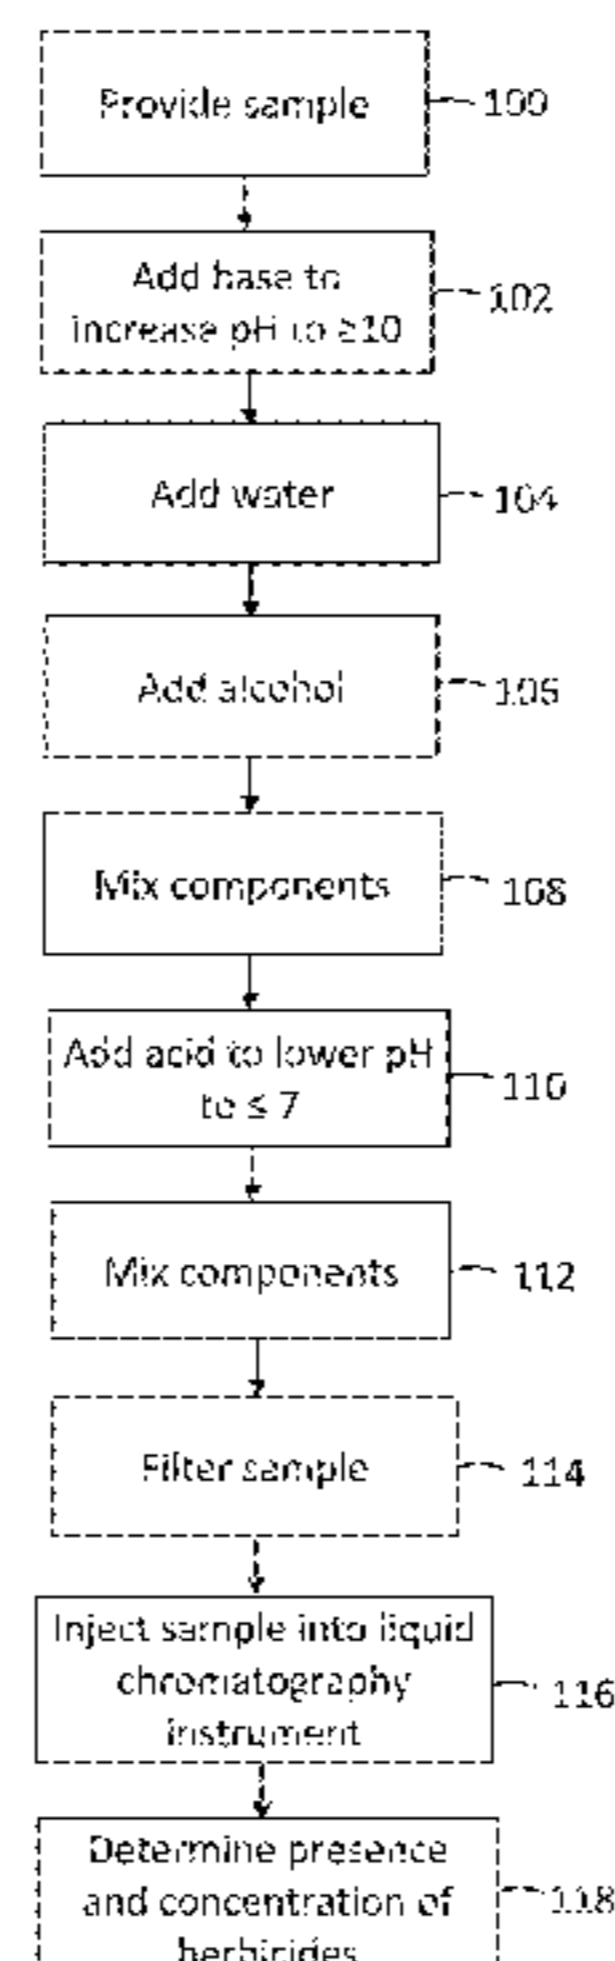 Provide sample
100
Add base to
increase pH to ≥10
102
Add water
104
Add alcohol
106
Mix components
108
Add acid to lower pH
to ≤ 7
110
Mix components
112
Filter sample
114
Inject sample into liquid
chromatography
instrument
116
Determine presence
and concentration of
herbicides
118